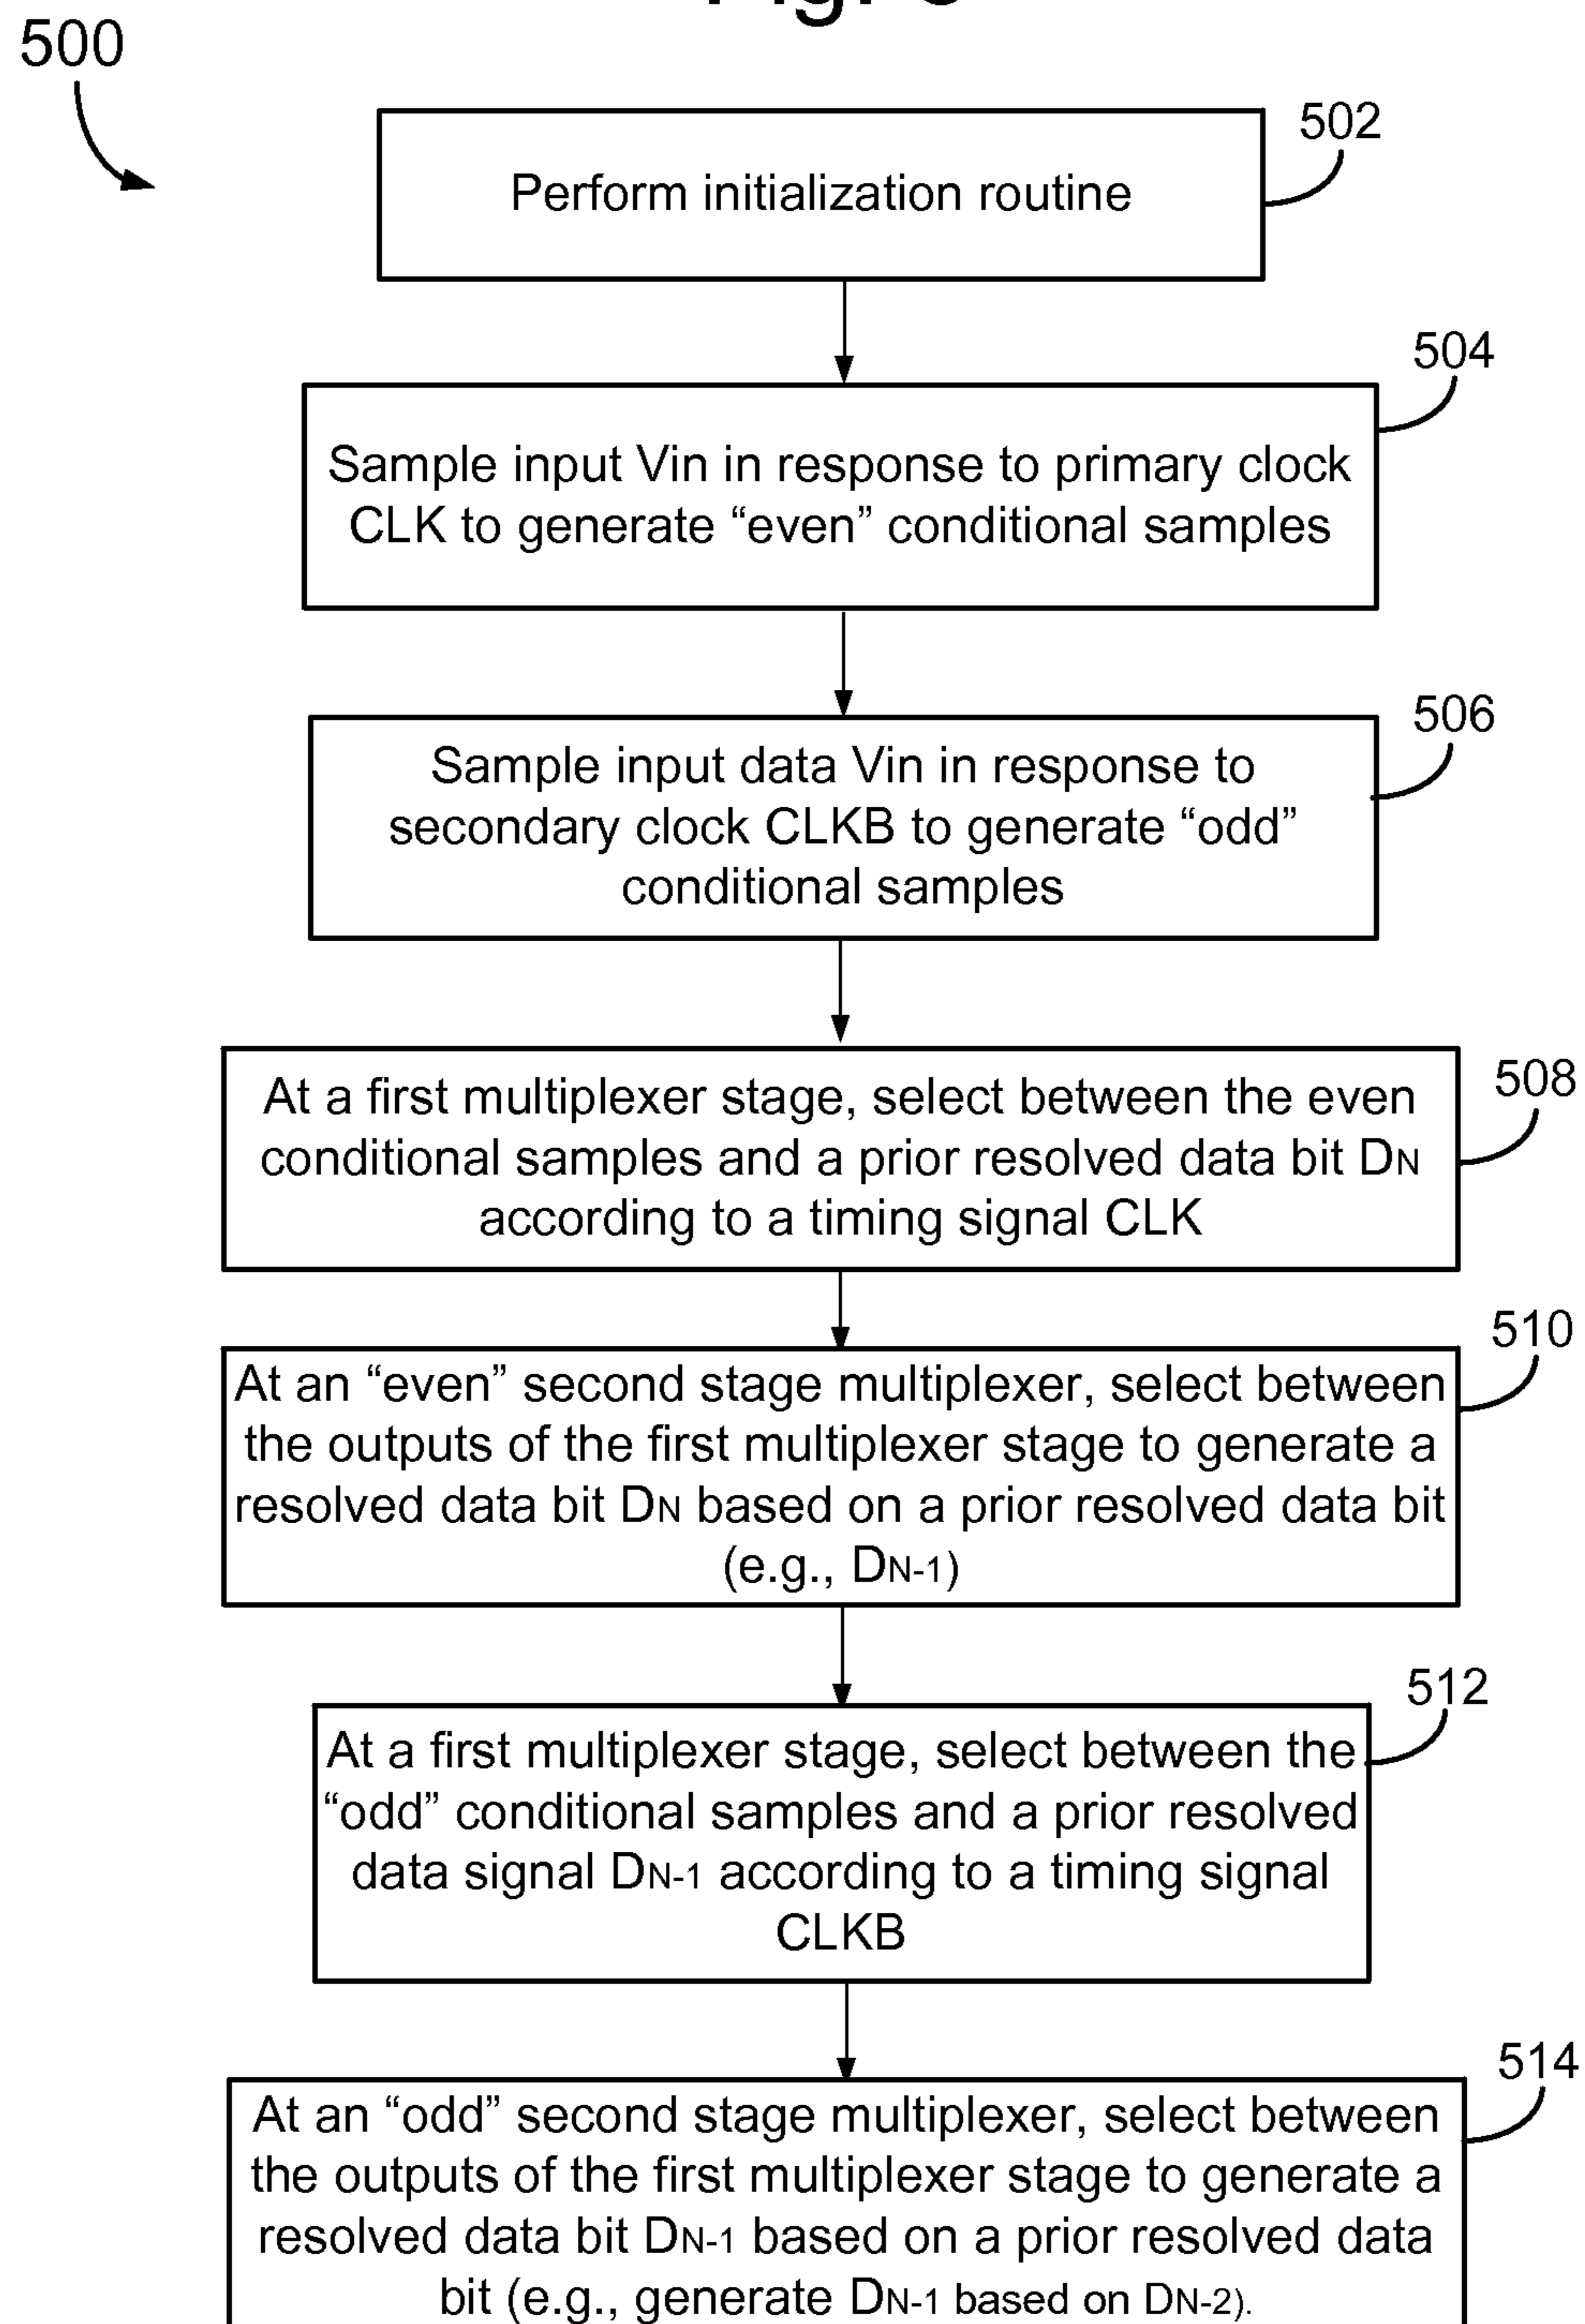 500
502
Perform initialization routine
504
Sample input Vin in response to primary clock
CLK to generate “even” conditional samples
506
Sample input data Vin in response to
secondary clock CLKB to generate “odd”
conditional samples
508
At a first multiplexer stage, select between the even
conditional samples and a prior resolved data bit DN
according to a timing signal CLK
510
At an “even” second stage multiplexer, select between
the outputs of the first multiplexer stage to generate a
resolved data bit DN based on a prior resolved data bit
(e.g., DN-1)
512
At a first multiplexer stage, select between the
“odd” conditional samples and a prior resolved
data signal DN-1 according to a timing signal
CLKB
514
At an “odd” second stage multiplexer, select between
the outputs of the first multiplexer stage to generate a
resolved data bit DN-1 based on a prior resolved data
bit (e.g., generate DN-1 based on DN-2).